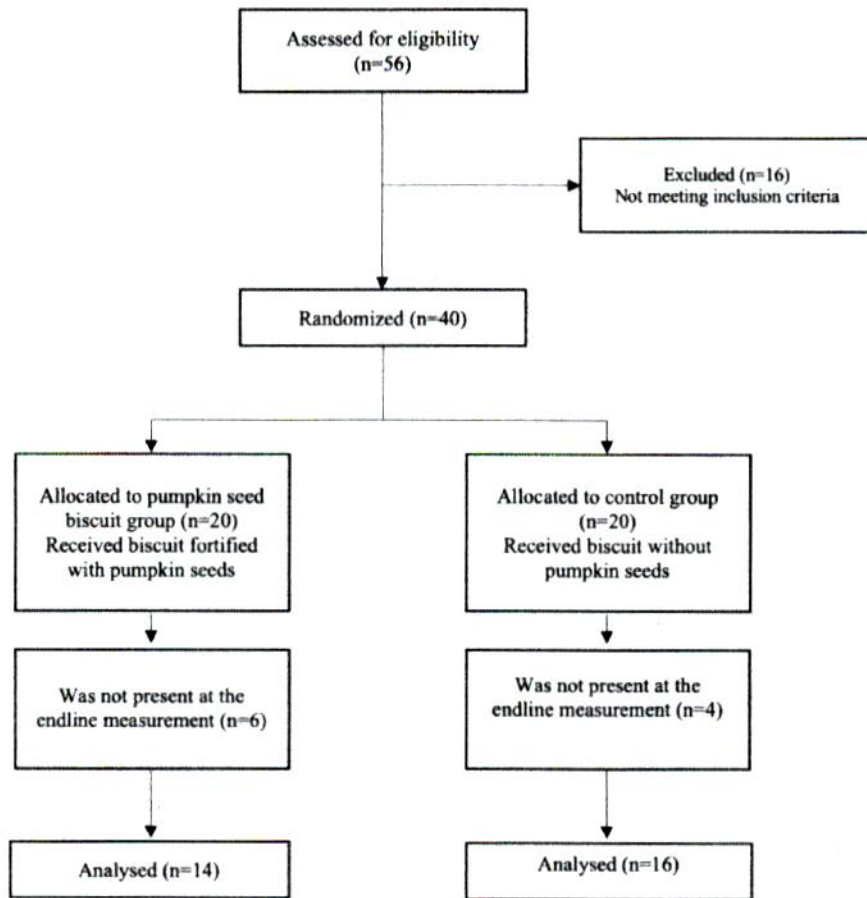 Assessed for eligibility
(n=56)
Excluded (n=16)
Not meeting inclusion criteria
Randomized (n=40)
Allocated to pumpkin seed
biscuit group (n=20)
Received biscuit fortified
with pumpkin seeds
Allocated to control group
(n=20)
Received biscuit without
pumpkin seeds
Was not present at the
endline measurement (n=6)
Was not present at the
endline measurement (n=4)
Analysed (n=14)
Analysed (n=16)